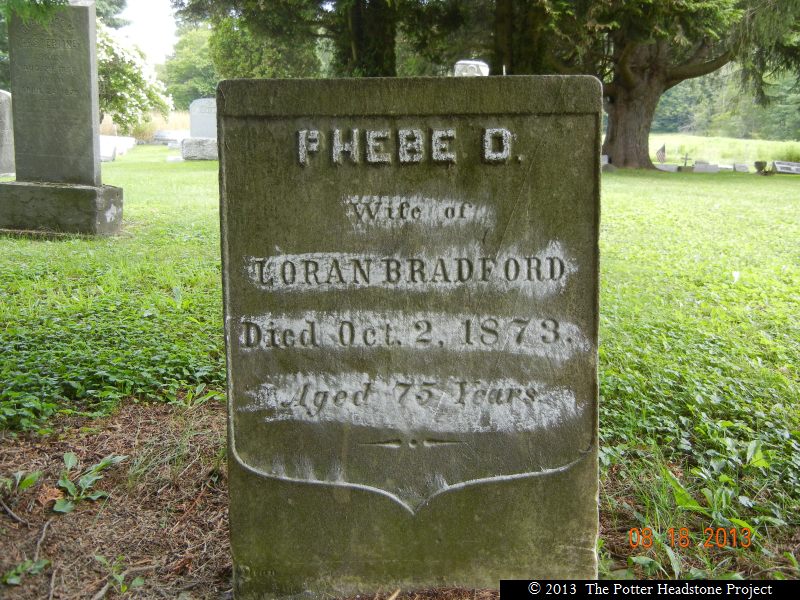 PHEBE D.
Wife of
LORAN BRADFORD
Died Oct. 2, 1873.
Aged 75 Years
08 18 2013
© 2013 The Potter Headstone Project